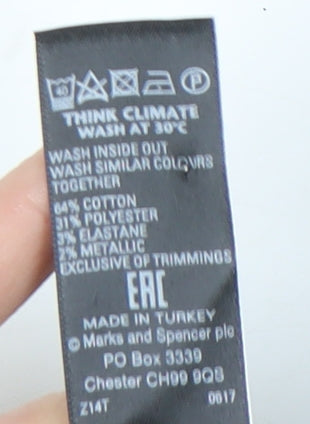 40 P
THINK CLIMATE
WASH AT 30°C
WASH INSIDE OUT
WASH SIMILAR COLOURS
TOGETHER
64% COTTON
31% POLYESTER
3% ELASTANE
2% METALLIC
EXCLUSIVE OF TRIMMINGS
EAC
MADE IN TURKEY
© Marks and Spencer plc
PO Box 3339
Chester CH99 9QS
Z14T 0617